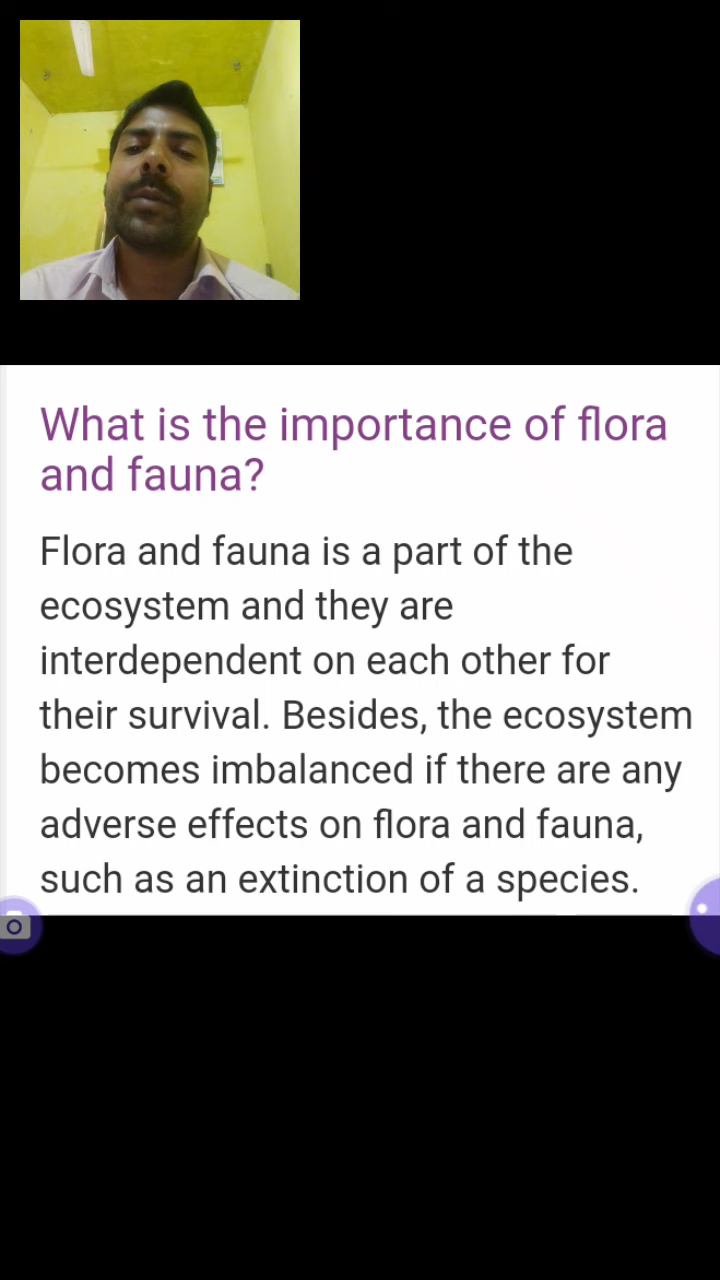 What is the importance of flora
and fauna?
Flora and fauna is a part of the
ecosystem and they are
interdependent on each other for
their survival. Besides, the ecosystem
becomes imbalanced if there are any
adverse effects on flora and fauna,
such as an extinction of a species.